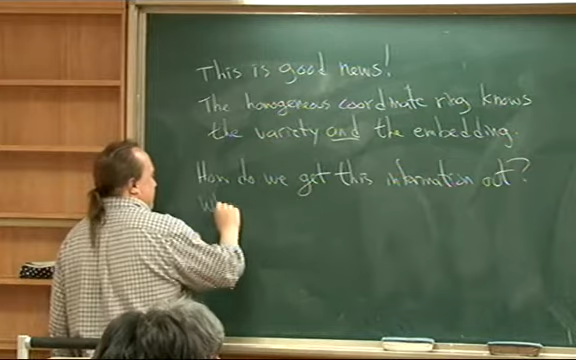 This is good news!
The homogeneous coordinate ring knows
the variety and the embedding.
How do we get this information out?